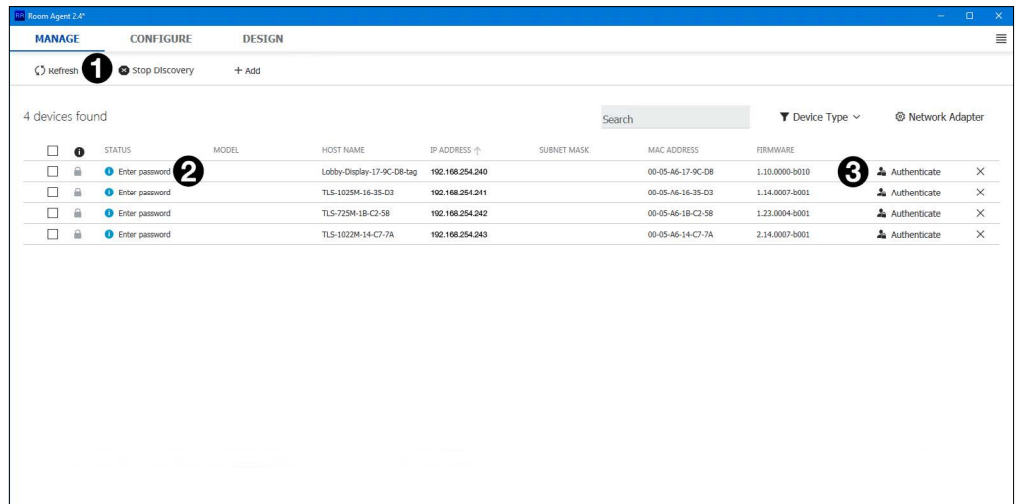 RA Room Agent 2.4*
MANAGE CONFIGURE DESIGN
Refresh 1 Stop Discovery + Add
4 devices found Search Device Type Network Adapter
STATUS MODEL HOST NAME IP ADDRESS SUBNET MASK MAC ADDRESS FIRMWARE
Enter password 2 Lobby-Display-17-9C-D8-tag 192.168.254.240 00-05-A6-17-9C-D8 1.10.0000-b010 3 Authenticate
Enter password TLS-1025M-16-35-D3 192.168.254.241 00-05-A6-16-35-D3 1.14.0007-b001 Authenticate
Enter password TLS-725M-1B-C2-58 192.168.254.242 00-05-A6-1B-C2-58 1.23.0004-b001 Authenticate
Enter password TLS-1022M-14-C7-7A 192.168.254.243 00-05-A6-14-C7-7A 2.14.0007-b001 Authenticate